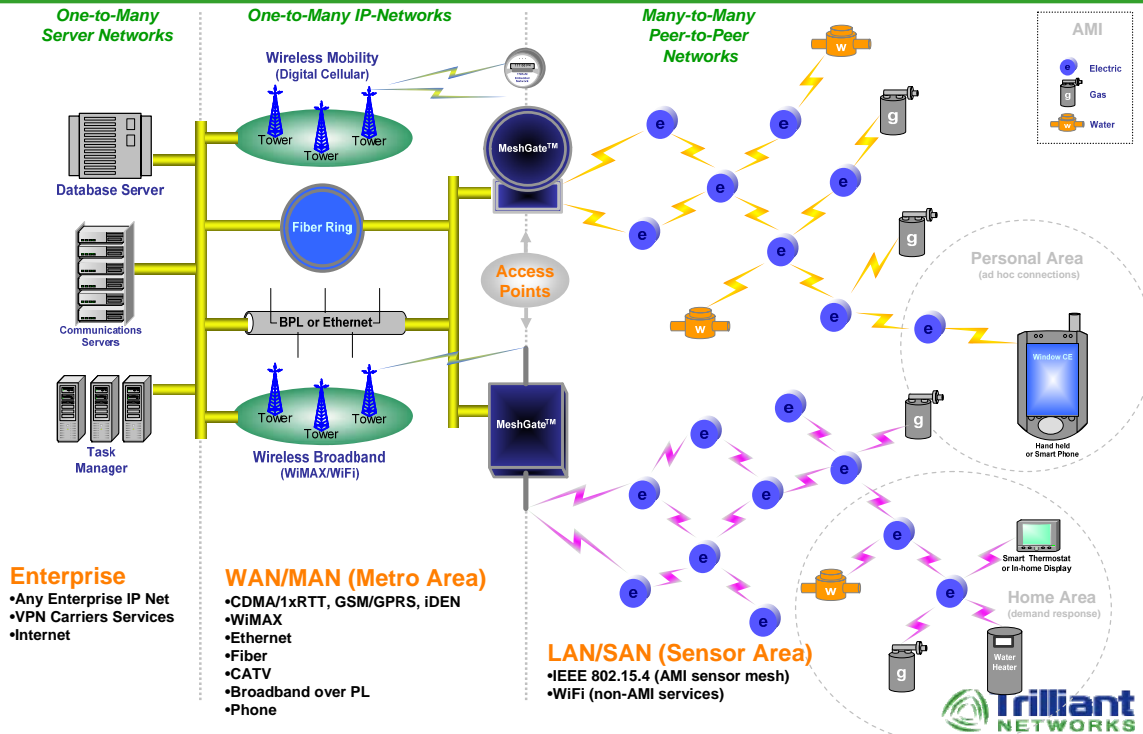 One-to-Many
Server Networks
One-to-Many IP-Networks
Many-to-Many
Peer-to-Peer
Networks
AMI
e Electric
g Gas
w Water
Wireless Mobility
(Digital Cellular)
Tower
Tower
Tower
Database Server
Fiber Ring
Communications
Servers
BPL or Ethernet
Tower
Tower
Tower
Wireless Broadband
(WiMAX/WiFi)
Task
Manager
MeshGate™
Access
Points
MeshGate™
w
e
e
g
e
e
e
e
g
w
e
e
Personal Area
(ad hoc connections)
Window CE
Hand held
or Smart Phone
e
e
g
e
e
e
e
e
e
e
w
e
g
Smart Thermostat
or In-home Display
Home Area
(demand response)
Water
Heater
Enterprise
•Any Enterprise IP Net
•VPN Carriers Services
•Internet
WAN/MAN (Metro Area)
•CDMA/1xRTT, GSM/GPRS, iDEN
•WiMAX
•Ethernet
•Fiber
•CATV
•Broadband over PL
•Phone
LAN/SAN (Sensor Area)
•IEEE 802.15.4 (AMI sensor mesh)
•WiFi (non-AMI services)
Trilliant
NETWORKS